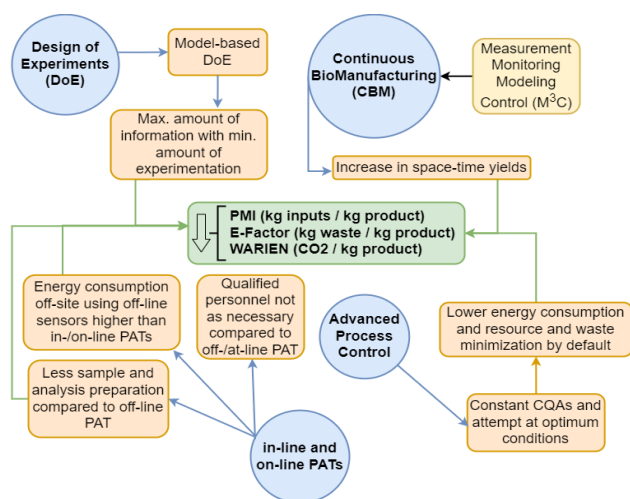 Design of
Experiments
(DoE)
Model-based
DoE
Continuous
BioManufacturing
(CBM)
Measurement
Monitoring
Modeling
Control (M³C)
Max. amount of
information with min.
amount of
experimentation
Increase in space-time yields
PMI (kg inputs / kg product)
E-Factor (kg waste / kg product)
WARIEN (CO2 / kg product)
Energy consumption
off-site using off-line
sensors higher than
in-/on-line PATs
Qualified
personnel not
as necessary
compared to
off-/at-line PAT
Advanced
Process
Control
Lower energy consumption
and resource and waste
minimization by default
Less sample and
analysis preparation
compared to off-line
PAT
in-line and
on-line PATs
Constant CQAs and
attempt at optimum
conditions